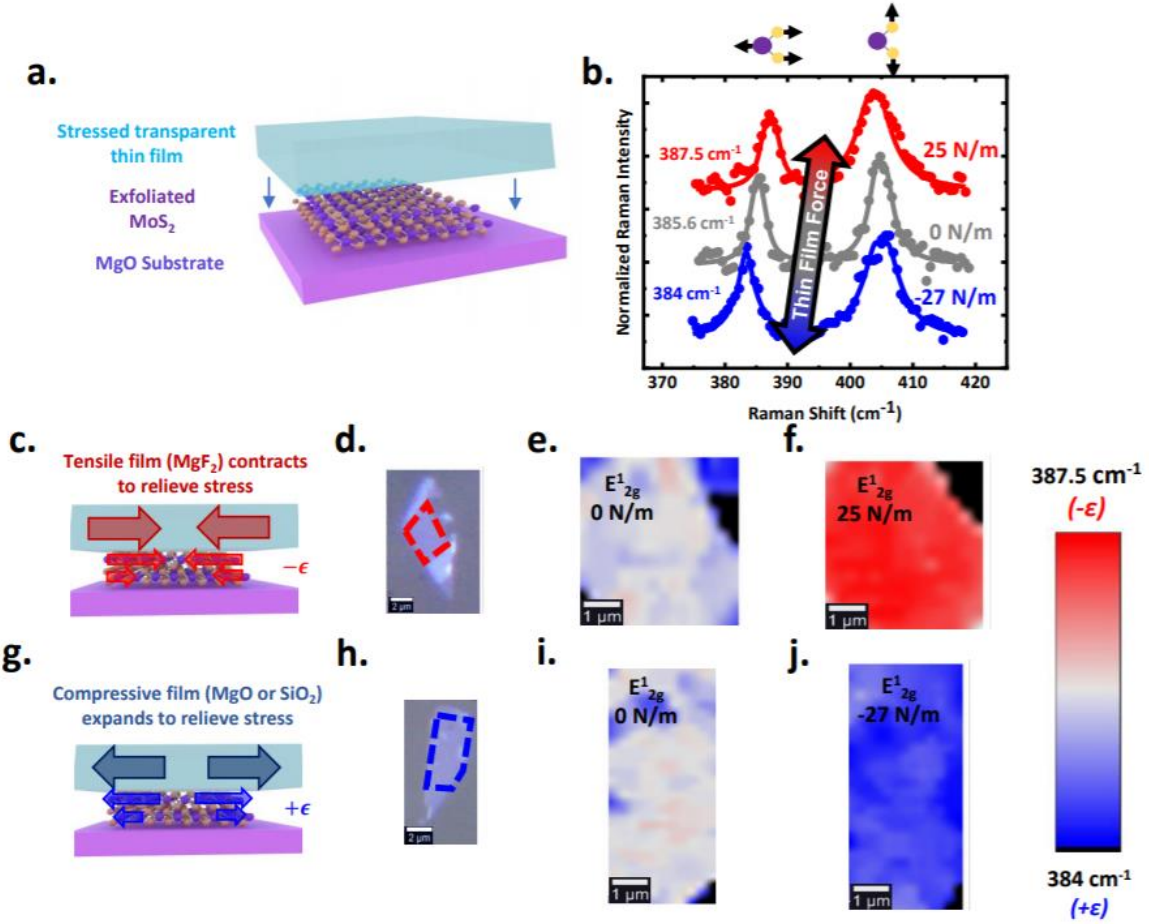 a.
Stressed transparent
thin film
Exfoliated
MoS₂
MgO Substrate
b.
Normalized Raman Intensity
387.5 cm⁻¹
25 N/m
385.6 cm⁻¹
0 N/m
384 cm⁻¹
-27 N/m
Thin Film Force
370 380 390 400 410 420
Raman Shift (cm⁻¹)
c.
Tensile film (MgF₂) contracts
to relieve stress
−ϵ
d.
2 µm
e.
E¹₂g
0 N/m
1 µm
f.
E¹₂g
25 N/m
1 µm
387.5 cm⁻¹
(-ε)
g.
Compressive film (MgO or SiO₂)
expands to relieve stress
+ϵ
h.
2 µm
i.
E¹₂g
0 N/m
1 µm
j.
E¹₂g
-27 N/m
1 µm
384 cm⁻¹
(+ε)